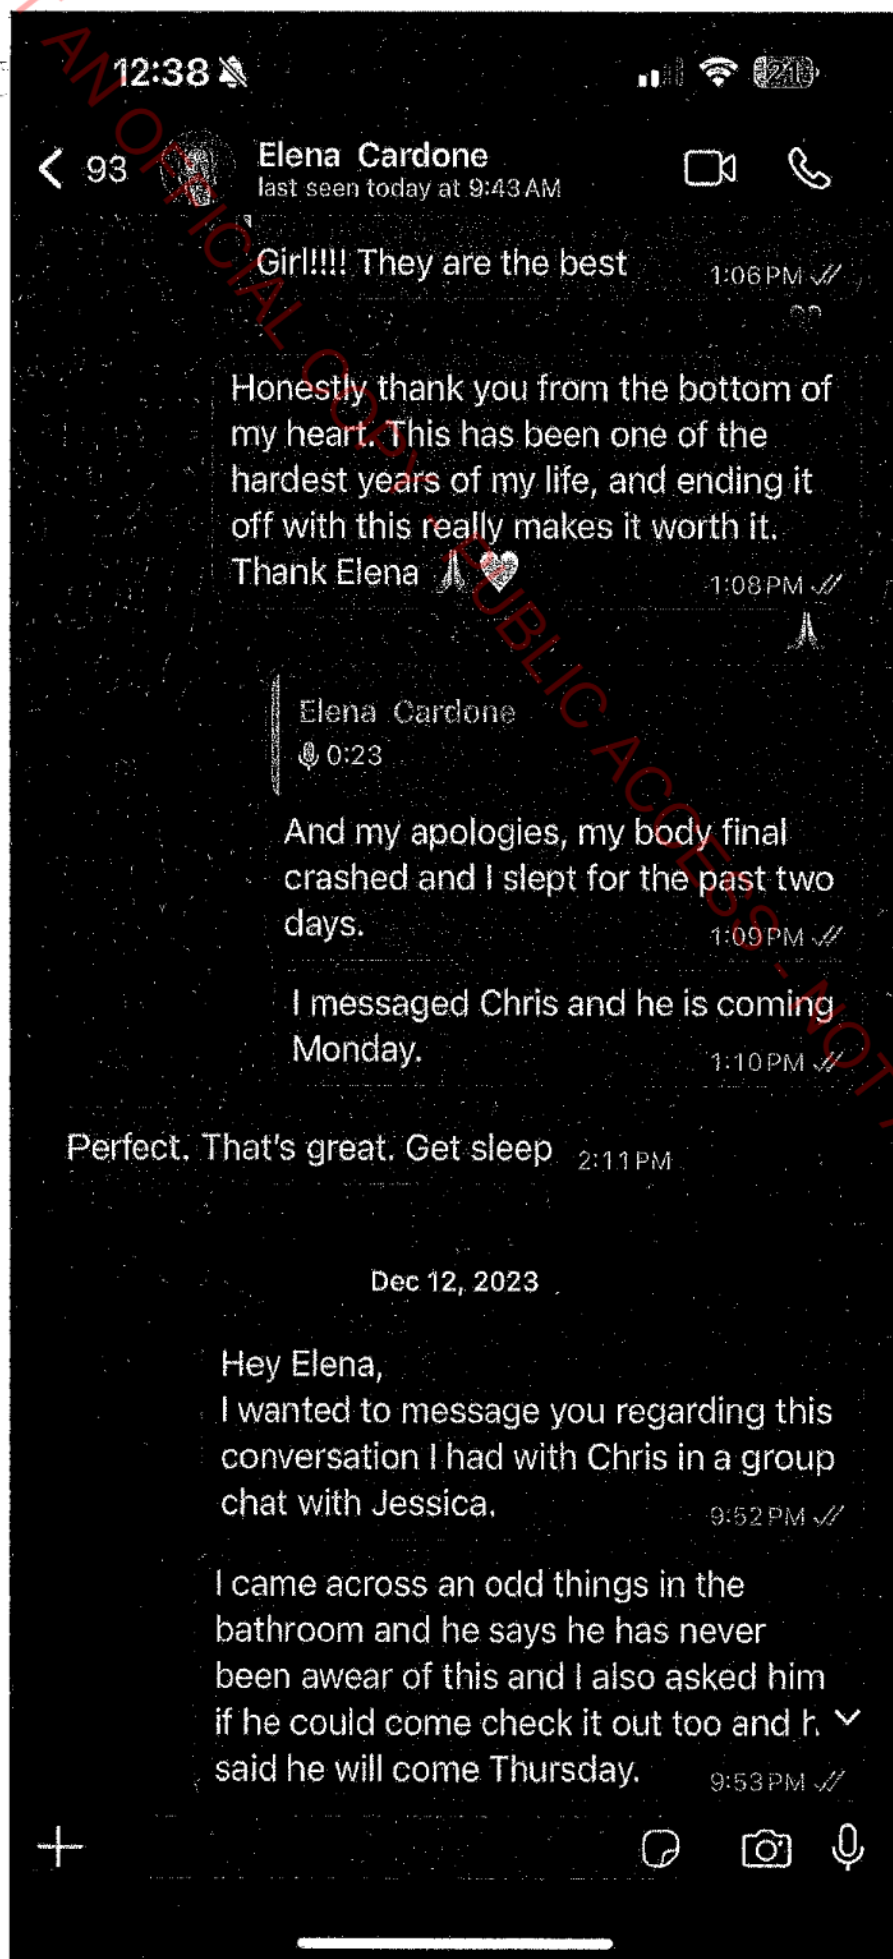 12:38
21
93
Elena Cardone
last seen today at 9:43 AM
Girl!!!! They are the best
1:06 PM
Honestly thank you from the bottom of
my heart. This has been one of the
hardest years of my life, and ending it
off with this really makes it worth it.
Thank Elena 🙏🤍
1:08 PM
🙏
Elena Cardone
0:23
And my apologies, my body final
crashed and I slept for the past two
days.
1:09 PM
I messaged Chris and he is coming
Monday.
1:10 PM
Perfect. That's great. Get sleep
2:11 PM
Dec 12, 2023
Hey Elena,
I wanted to message you regarding this
conversation I had with Chris in a group
chat with Jessica.
9:52 PM
I came across an odd things in the
bathroom and he says he has never
been awear of this and I also asked him
if he could come check it out too and h
said he will come Thursday.
9:53 PM
AN OFFICIAL COPY - PUBLIC ACCESS - NOT